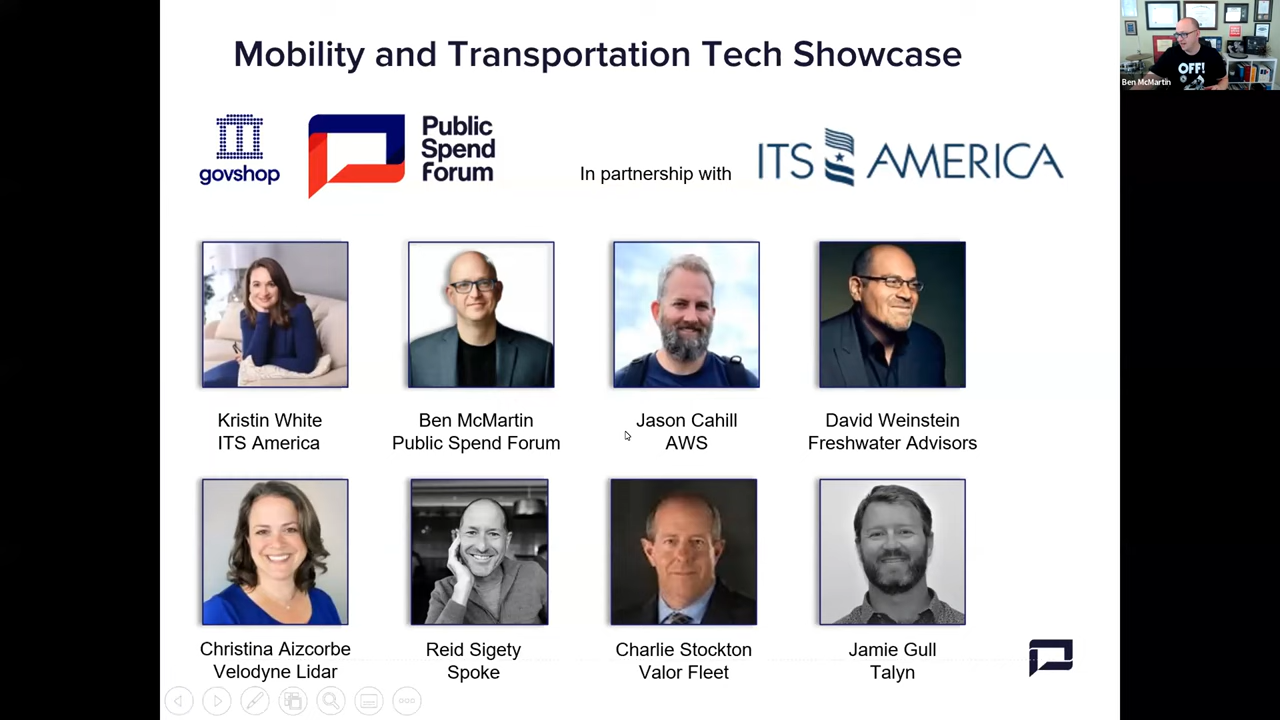 Mobility and Transportation Tech Showcase
govshop
Public
Spend
Forum
In partnership with
ITS AMERICA
Kristin White
ITS America
Ben McMartin
Public Spend Forum
Jason Cahill
AWS
David Weinstein
Freshwater Advisors
Christina Aizcorbe
Velodyne Lidar
Reid Sigety
Spoke
Charlie Stockton
Valor Fleet
Jamie Gull
Talyn
OFF!
Ben McMartin